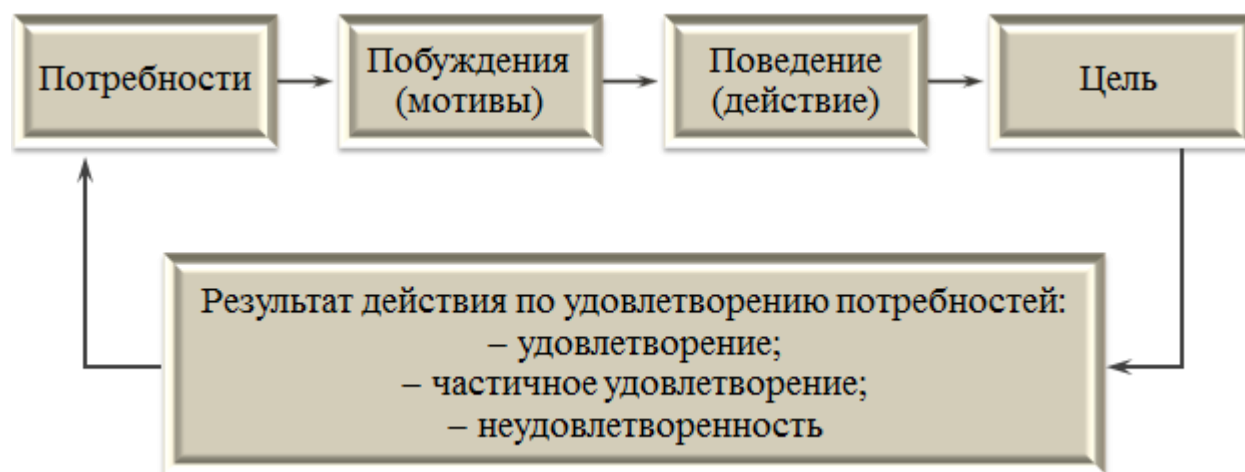 Потребности
Побуждения
(мотивы)
Поведение
(действие)
Цель
Результат действия по удовлетворению потребностей:
– удовлетворение;
– частичное удовлетворение;
– неудовлетворенность